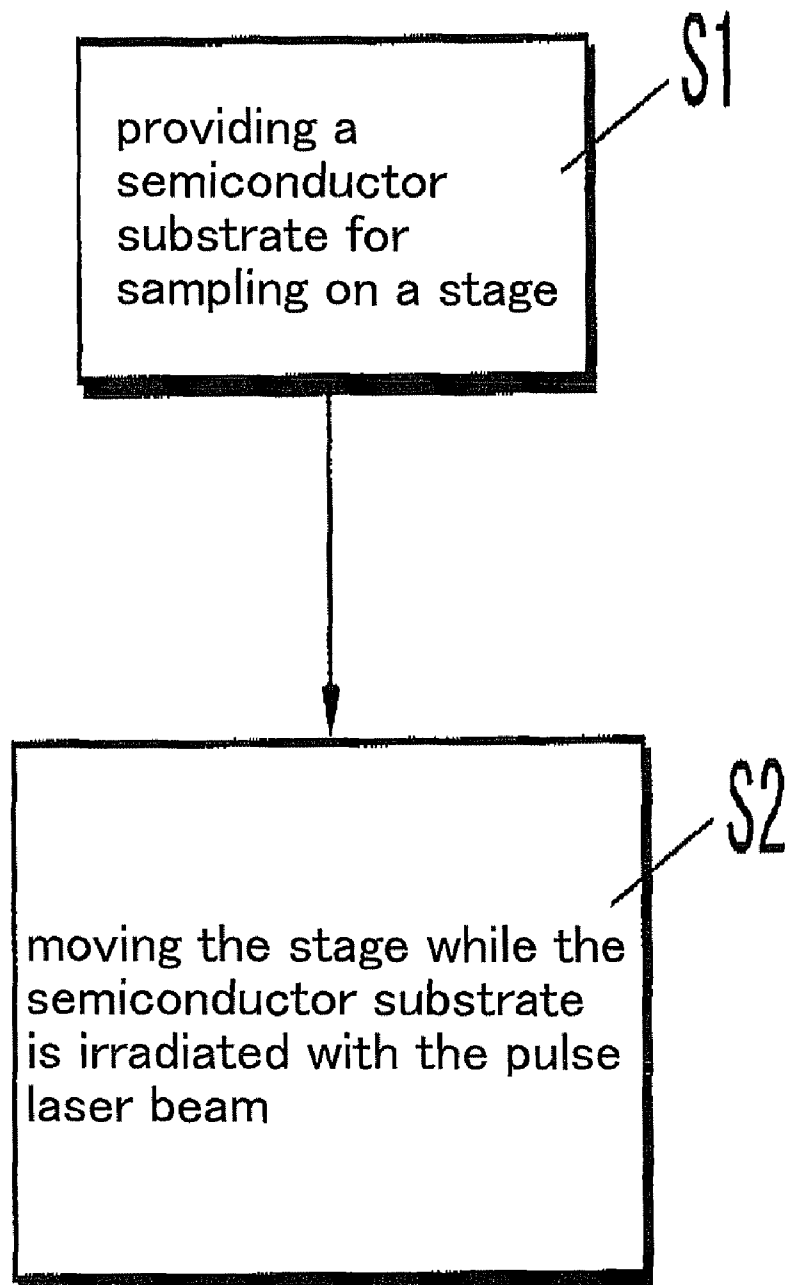 S1
providing a
semiconductor
substrate for
sampling on a stage
S2
moving the stage while the
semiconductor substrate
is irradiated with the pulse
laser beam